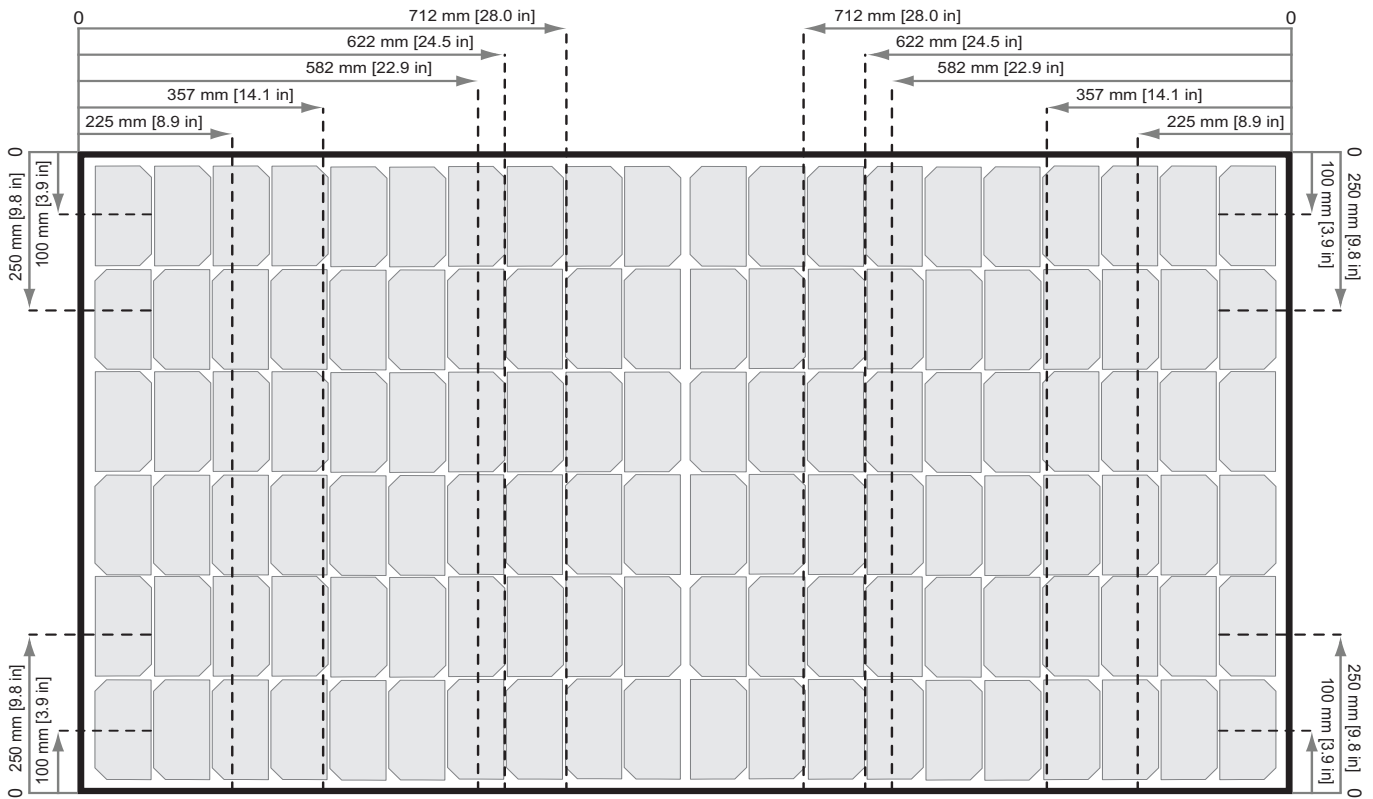 0
712 mm [28.0 in]
712 mm [28.0 in]
0
622 mm [24.5 in]
622 mm [24.5 in]
582 mm [22.9 in]
582 mm [22.9 in]
357 mm [14.1 in]
357 mm [14.1 in]
225 mm [8.9 in]
225 mm [8.9 in]
0
250 mm [9.8 in]
100 mm [3.9 in]
0
100 mm [3.9 in]
250 mm [9.8 in]
250 mm [9.8 in]
100 mm [3.9 in]
0
100 mm [3.9 in]
250 mm [9.8 in]
0